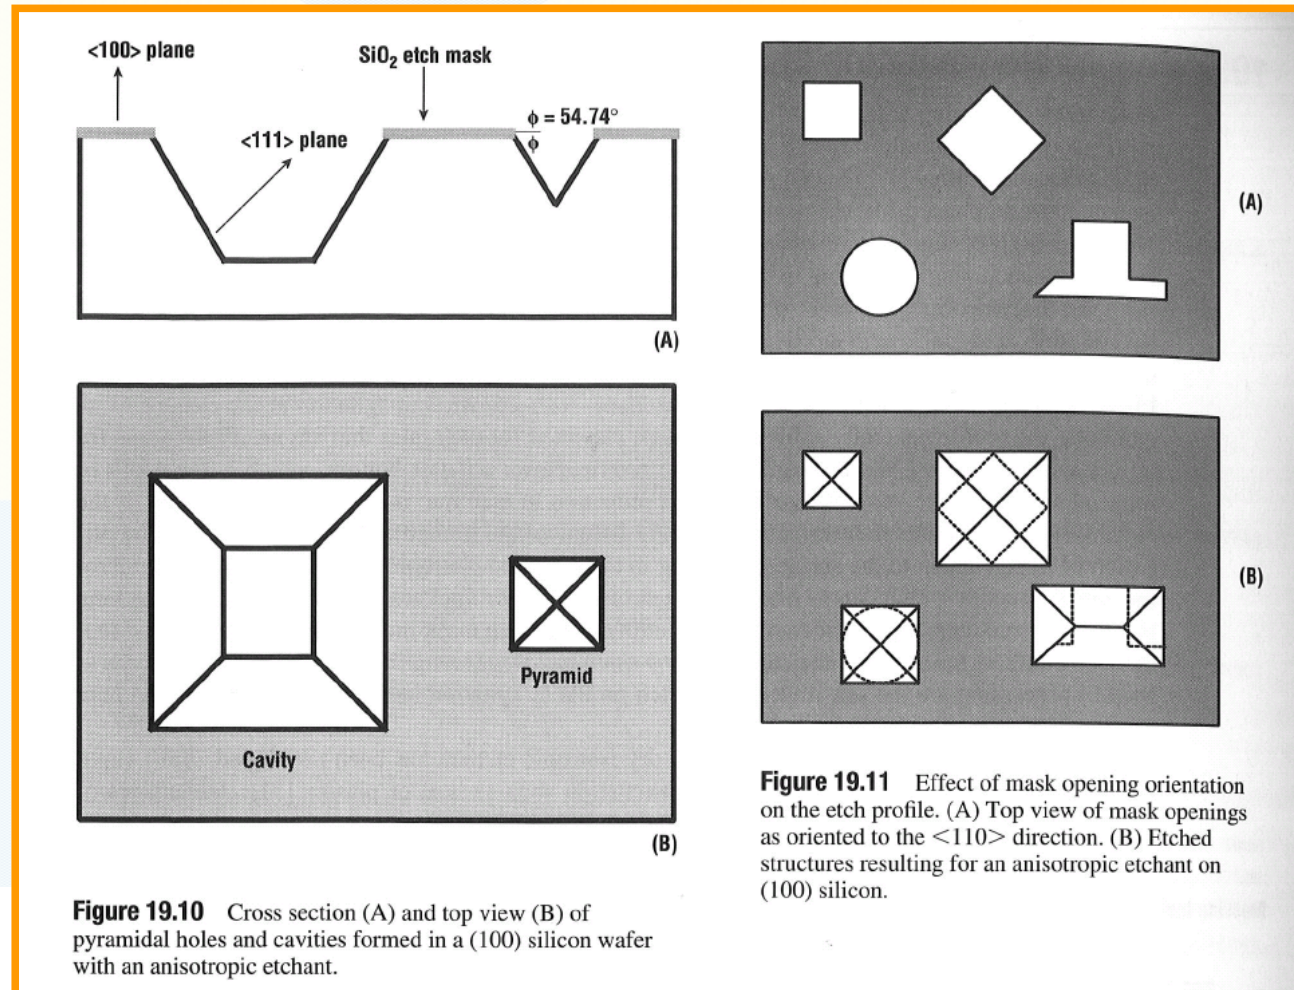 <100> plane
SiO₂ etch mask
ϕ = 54.74°
ϕ
<111> plane
(A)
Cavity
Pyramid
(B)
Figure 19.10 Cross section (A) and top view (B) of
pyramidal holes and cavities formed in a (100) silicon wafer
with an anisotropic etchant.
(A)
(B)
Figure 19.11 Effect of mask opening orientation
on the etch profile. (A) Top view of mask openings
as oriented to the <110> direction. (B) Etched
structures resulting for an anisotropic etchant on
(100) silicon.